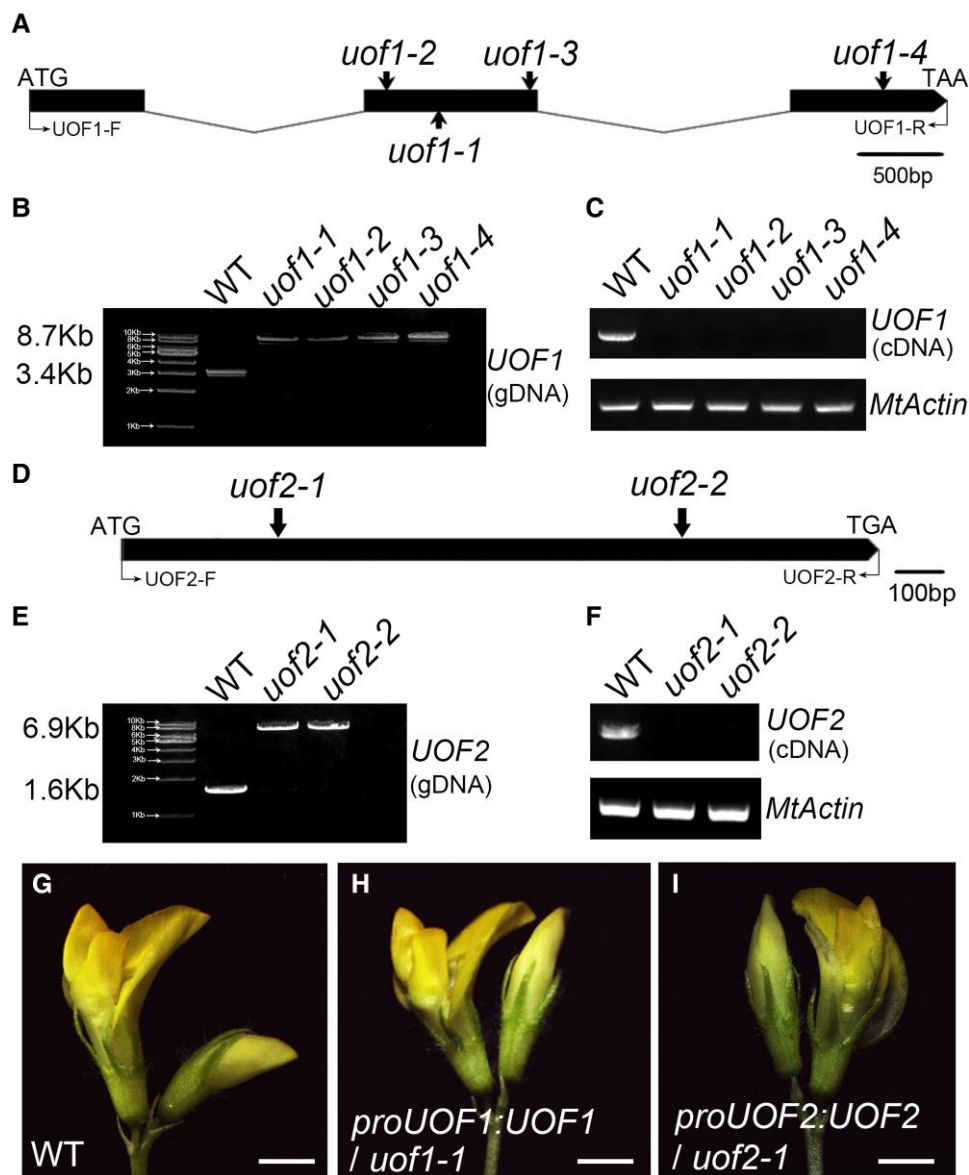 A
uof1-2 uof1-3 uof1-4
ATG TAA
UOF1-F UOF1-R
uof1-1
500bp
B
WT uof1-1 uof1-2 uof1-3 uof1-4
8.7Kb
3.4Kb
10Kb
8Kb
6Kb
5Kb
4Kb
3Kb
2Kb
1Kb
UOF1
(gDNA)
C
WT uof1-1 uof1-2 uof1-3 uof1-4
UOF1
(cDNA)
MtActin
D
uof2-1 uof2-2
ATG TGA
UOF2-F UOF2-R
100bp
E
WT uof2-1 uof2-2
6.9Kb
1.6Kb
10Kb
8Kb
6Kb
5Kb
4Kb
3Kb
2Kb
1Kb
UOF2
(gDNA)
F
WT uof2-1 uof2-2
UOF2
(cDNA)
MtActin
G
WT
H
proUOF1:UOF1
/ uof1-1
I
proUOF2:UOF2
/ uof2-1